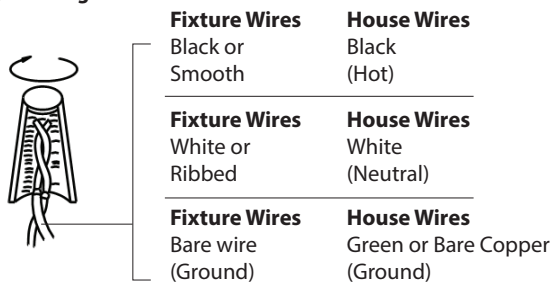 Fixture Wires House Wires
Black or Black
Smooth (Hot)
Fixture Wires House Wires
White or White
Ribbed (Neutral)
Fixture Wires House Wires
Bare wire Green or Bare Copper
(Ground) (Ground)